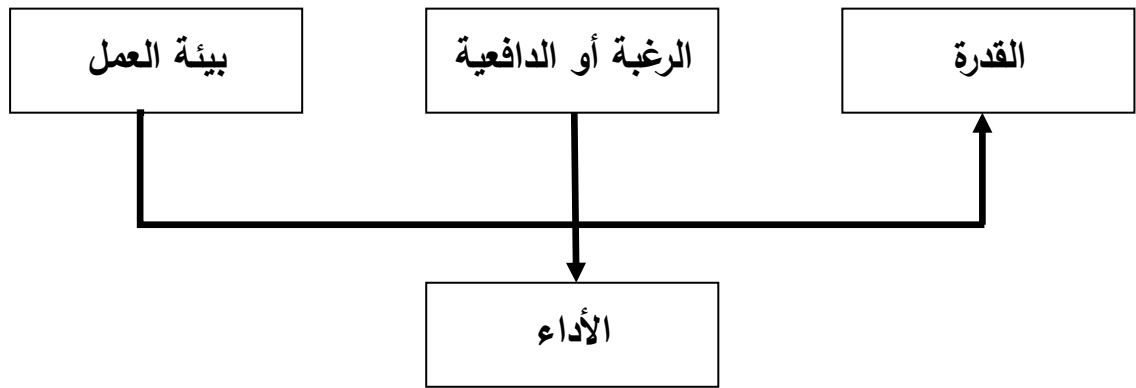 القدرة
الرغبة أو الدافعية
بيئة العمل
الأداء